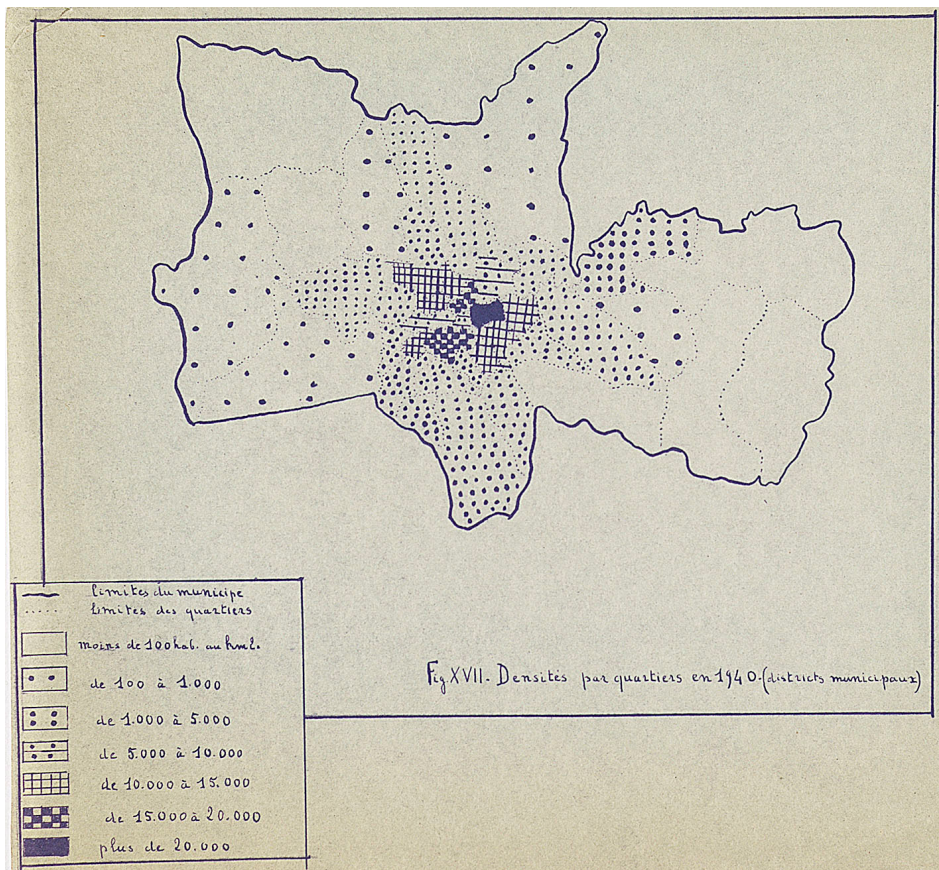 Fig.XVII. Densités par quartiers en 1940.(districts municipaux)
limites du municipe
limites des quartiers
moins de 100 hab. au km2.
de 100 à 1.000
de 1.000 à 5.000
de 5.000 à 10.000
de 10.000 à 15.000
de 15.000 à 20.000
plus de 20.000